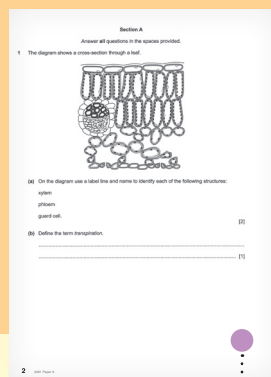 Section A
Answer all questions in the spaces provided.
1 The diagram shows a cross-section through a leaf.
(a) On the diagram use a label line and name to identify each of the following structures:
xylem
phloem
guard cell.
[2]
(b) Define the term transpiration.
[1]
2